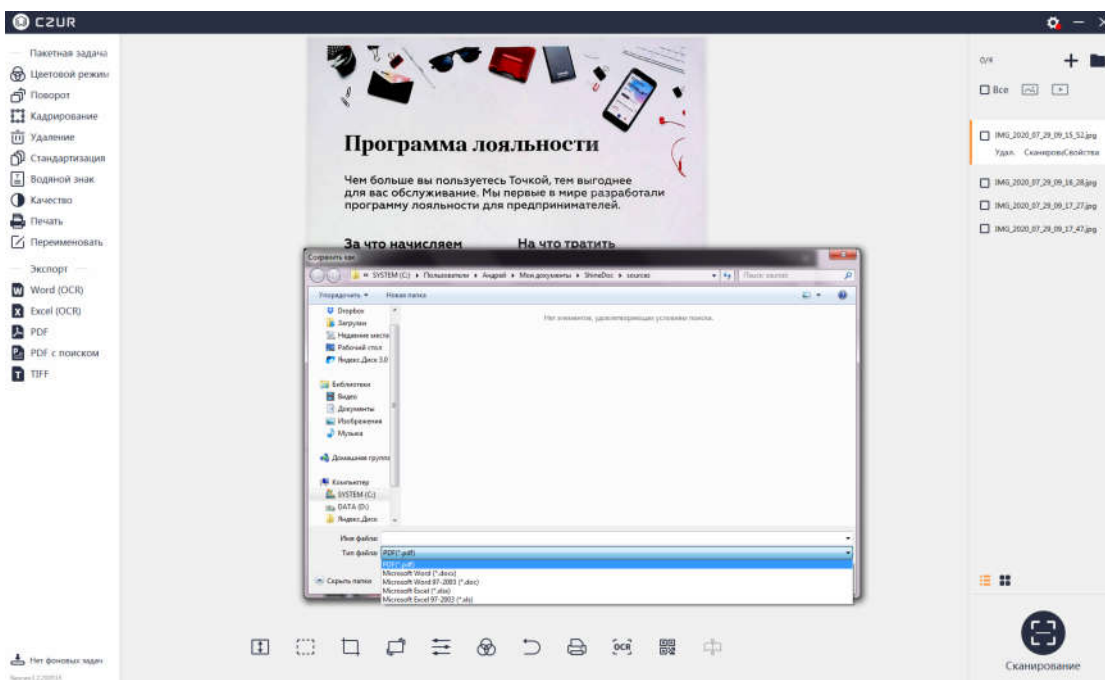 CZUR
Пакетная задача
Цветовой режим
Поворот
Кадрирование
Удаление
Стандартизация
Водяной знак
Качество
Печать
Переименовать
Экспорт
Word (OCR)
Excel (OCR)
PDF
PDF с поиском
TIFF
Нет фоновых задач
Программа лояльности
Чем больше вы пользуетесь Точкой, тем выгоднее
для вас обслуживание. Мы первые в мире разработали
программу лояльности для предпринимателей.
За что начисляем
На что тратить
Сохранить как
SYSTEM (C:) Пользователи Андрей Мои документы ShineDoc sources
Поиск: sources
Упорядочить
Новая папка
Dropbox
Загрузки
Недавние места
Рабочий стол
Яндекс.Диск 3.0
Библиотеки
Видео
Документы
Изображения
Музыка
Домашняя группа
Компьютер
SYSTEM (C:)
DATA (D:)
Яндекс.Диск
Нет элементов, удовлетворяющих условиям поиска.
Имя файла:
Тип файла: PDF(*.pdf)
PDF(*.pdf)
Microsoft Word (*.docx)
Microsoft Word 97-2003 (*.doc)
Microsoft Excel (*.xlsx)
Microsoft Excel 97-2003 (*.xls)
Скрыть папки
OCR
Все
IMG_2020_07_29_09_15_52.jpg
Удал. Сканиров/Свойства
IMG_2020_07_29_09_16_28.jpg
IMG_2020_07_29_09_17_27.jpg
IMG_2020_07_29_09_17_47.jpg
Сканирование